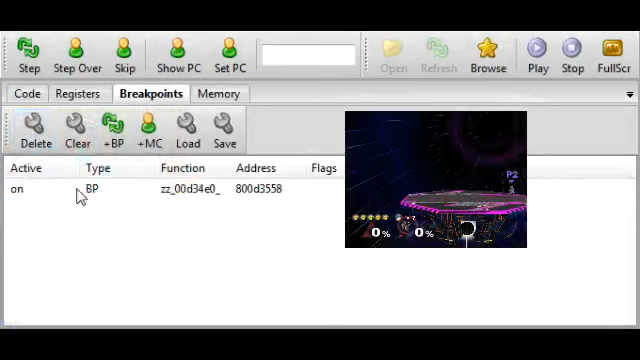 Step Step Over Skip Show PC Set PC Open Refresh Browse Play Stop FullScr
Code Registers Breakpoints Memory
Delete Clear +BP +MC Load Save
Active Type Function Address Flags
on BP zz_00d34e0_ 800d3558
P2
0% 0%